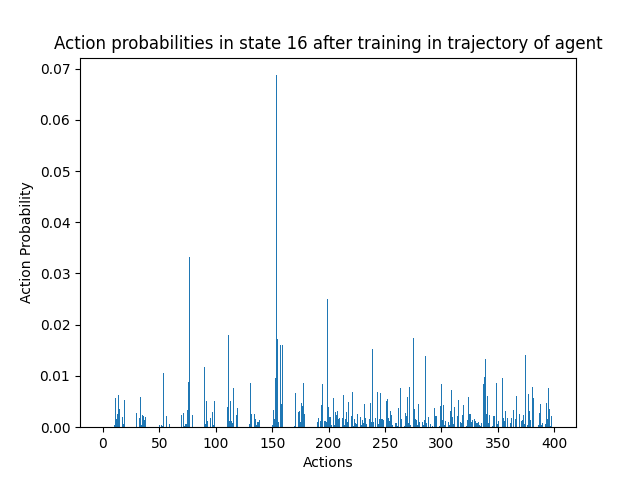 Action probabilities in state 16 after training in trajectory of agent
0.07
0.06
0.05
0.04
0.03
0.02
0.01
0.00
Action Probability
0 50 100 150 200 250 300 350 400
Actions